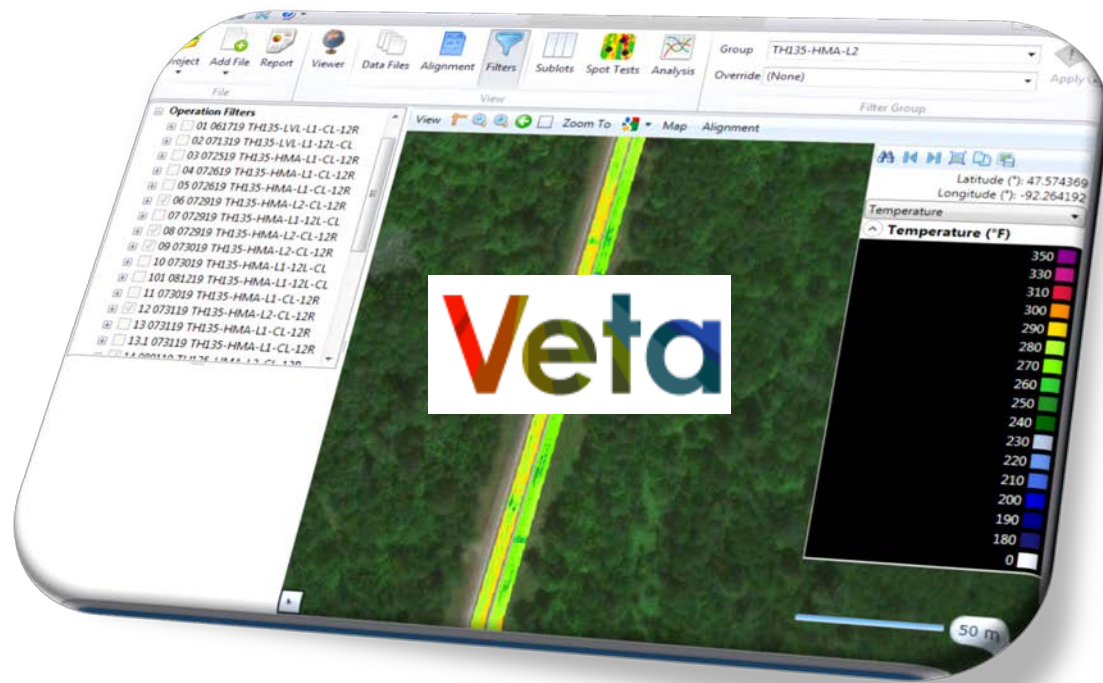 Project Add File Report Viewer Data Files Alignment Filters Sublots Spot Tests Analysis
Group TH135-HMA-L2
Override (None)
Apply
File View Filter Group
Operation Filters
01 061719 TH135-LVL-L1-CL-12R
02 071319 TH135-LVL-L1-12L-CL
03 072519 TH135-HMA-L1-CL-12R
04 072619 TH135-HMA-L1-CL-12R
05 072619 TH135-HMA-L1-CL-12R
06 072919 TH135-HMA-L2-CL-12R
07 072919 TH135-HMA-L1-12L-CL
08 072919 TH135-HMA-L2-CL-12R
09 073019 TH135-HMA-L2-CL-12R
10 073019 TH135-HMA-L1-12L-CL
101 081219 TH135-HMA-L1-12L-CL
11 073019 TH135-HMA-L1-CL-12R
12 073119 TH135-HMA-L2-CL-12R
13 073119 TH135-HMA-L1-CL-12R
13.1 073119 TH135-HMA-L1-CL-12R
View Zoom To Map Alignment
Latitude (°): 47.574369
Longitude (°): -92.264192
Temperature
Temperature (°F)
350
330
310
300
290
280
270
260
250
240
230
220
210
200
190
180
0
Veta
50 m